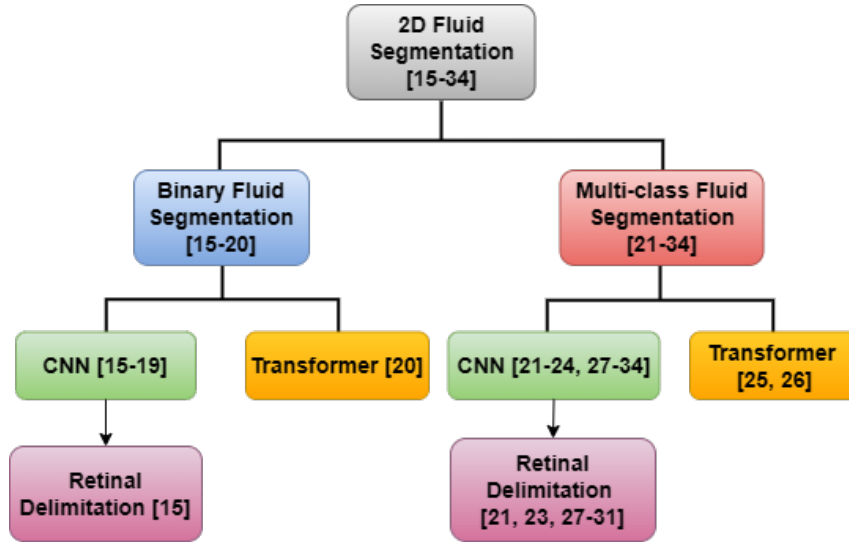 2D Fluid
Segmentation
[15-34]
Binary Fluid
Segmentation
[15-20]
Multi-class Fluid
Segmentation
[21-34]
CNN [15-19]
Transformer [20]
CNN [21-24, 27-34]
Transformer
[25, 26]
Retinal
Delimitation [15]
Retinal
Delimitation
[21, 23, 27-31]